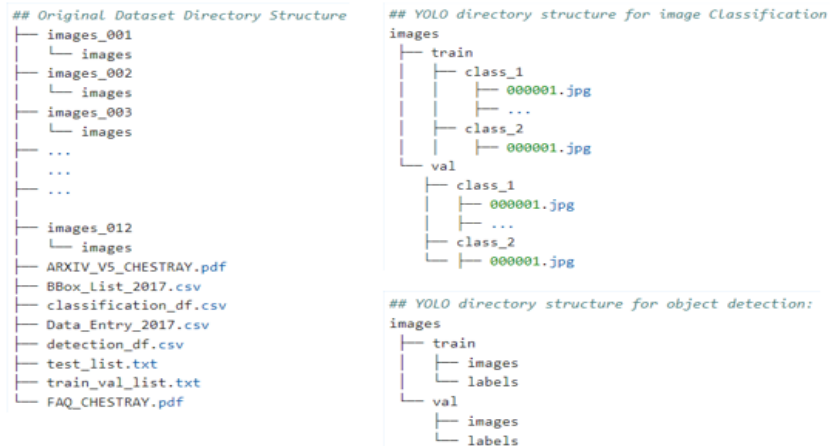 ## Original Dataset Directory Structure
├── images_001
│   └── images
├── images_002
│   └── images
├── images_003
│   └── images
├── ...
│   ...
├── ...
│
├── images_012
│   └── images
├── ARXIV_V5_CHESTRAY.pdf
├── BBox_List_2017.csv
├── classification_df.csv
├── Data_Entry_2017.csv
├── detection_df.csv
├── test_list.txt
├── train_val_list.txt
└── FAQ_CHESTRAY.pdf
## YOLO directory structure for image Classification
images
├── train
│   ├── class_1
│   │   ├── 000001.jpg
│   │   ├── ...
│   ├── class_2
│   │   ├── 000001.jpg
└── val
    ├── class_1
    │   ├── 000001.jpg
    │   ├── ...
    ├── class_2
    └── ├── 000001.jpg
## YOLO directory structure for object detection:
images
├── train
│   ├── images
│   └── labels
└── val
    ├── images
    └── labels